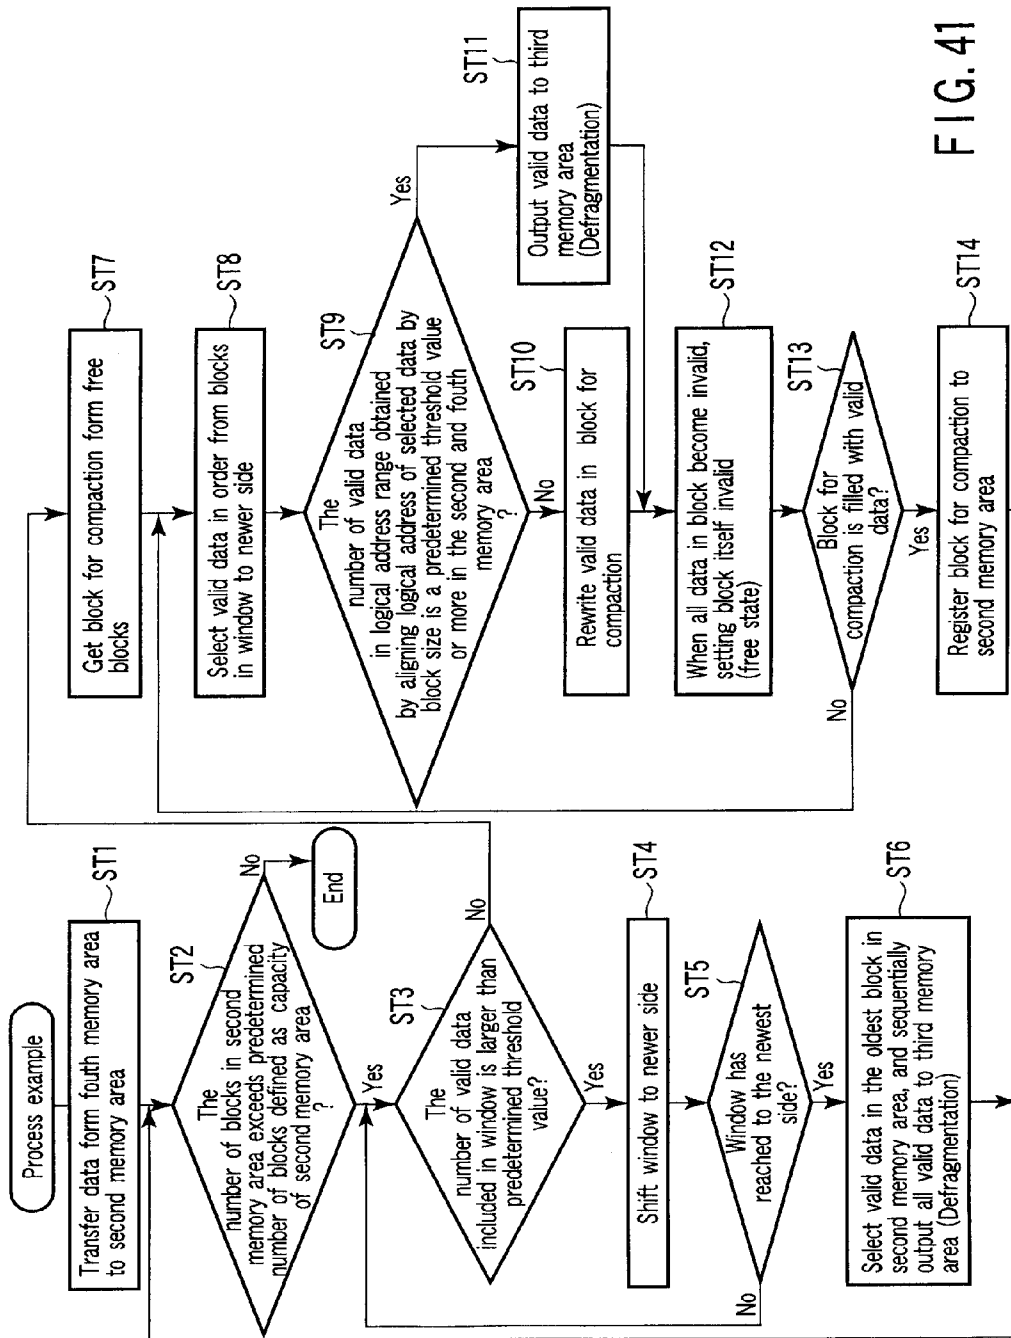 Process example
Transfer data form fouth memory area
to second memory area
ST1
The
number of blocks in second
memory area exceeds predetermined
number of blocks defined as capacity
of second memory area
?
ST2
No
End
Yes
The
number of valid data
included in window is larger than
predetermined threshold
value?
ST3
No
Yes
Shift window to newer side
ST4
Window has
reached to the newest
side?
ST5
No
Yes
Select valid data in the oldest block in
second memory area, and sequentially
output all valid data to third memory
area (Defragmentation)
ST6
Get block for compaction form free
blocks
ST7
Select valid data in order from blocks
in window to newer side
ST8
The
number of valid data
in logical address range obtained
by aligning logical address of selected data by
block size is a predetermined threshold value
or more in the second and fouth
memory area
?
ST9
Yes
No
Rewrite valid data in block for
compaction
ST10
Output valid data to third
memory area
(Defragmentation)
ST11
When all data in block become invalid,
setting block itself invalid
(free state)
ST12
Block for
compaction is filled with valid
data?
ST13
No
Yes
Register block for compaction to
second memory area
ST14
FIG. 41